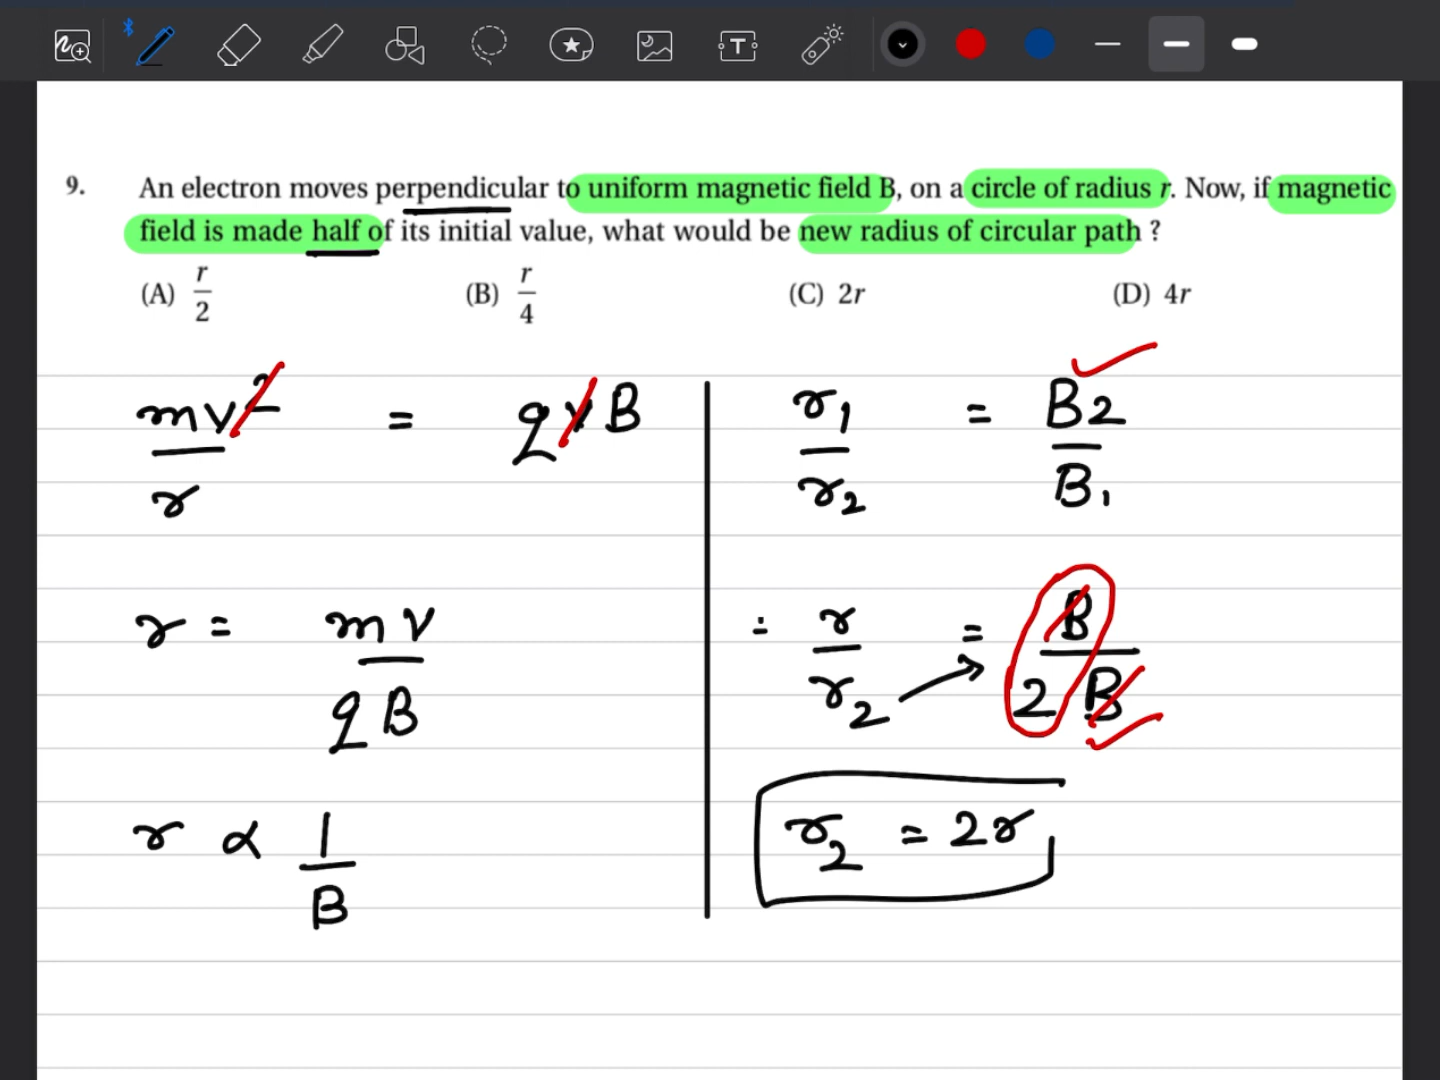 9. An electron moves perpendicular to uniform magnetic field B, on a circle of radius r. Now, if magnetic
field is made half of its initial value, what would be new radius of circular path ?
(A) r/2 (B) r/4 (C) 2r (D) 4r
mv²/r = qvB
r = mv/qB
r ∝ 1/B
r1/r2 = B2/B1
∴ r/r2 = B/2B
r2 = 2r